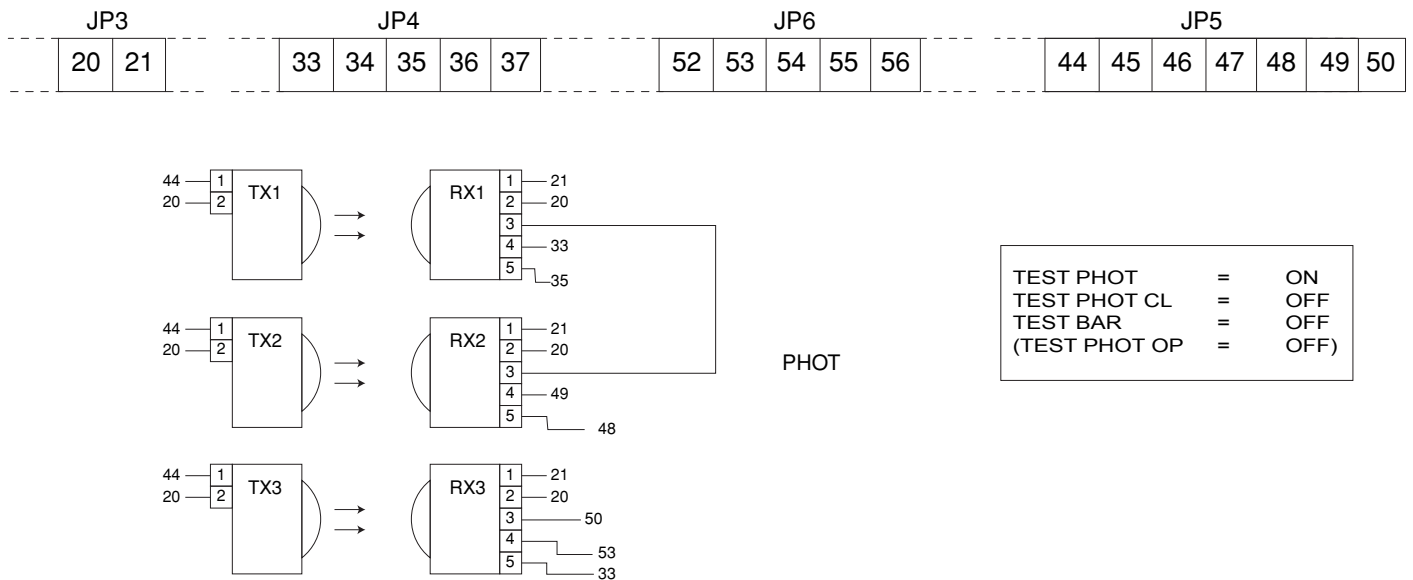 JP3 JP4 JP6 JP5
20 21 33 34 35 36 37 52 53 54 55 56 44 45 46 47 48 49 50
44 1 TX1 RX1 1 21
20 2 2 20
3
4 33
5 35
44 1 TX2 RX2 1 21
20 2 2 20
3
4 49
5 48
PHOT
TEST PHOT = ON
TEST PHOT CL = OFF
TEST BAR = OFF
(TEST PHOT OP = OFF)
44 1 TX3 RX3 1 21
20 2 2 20
3 50
4 53
5 33